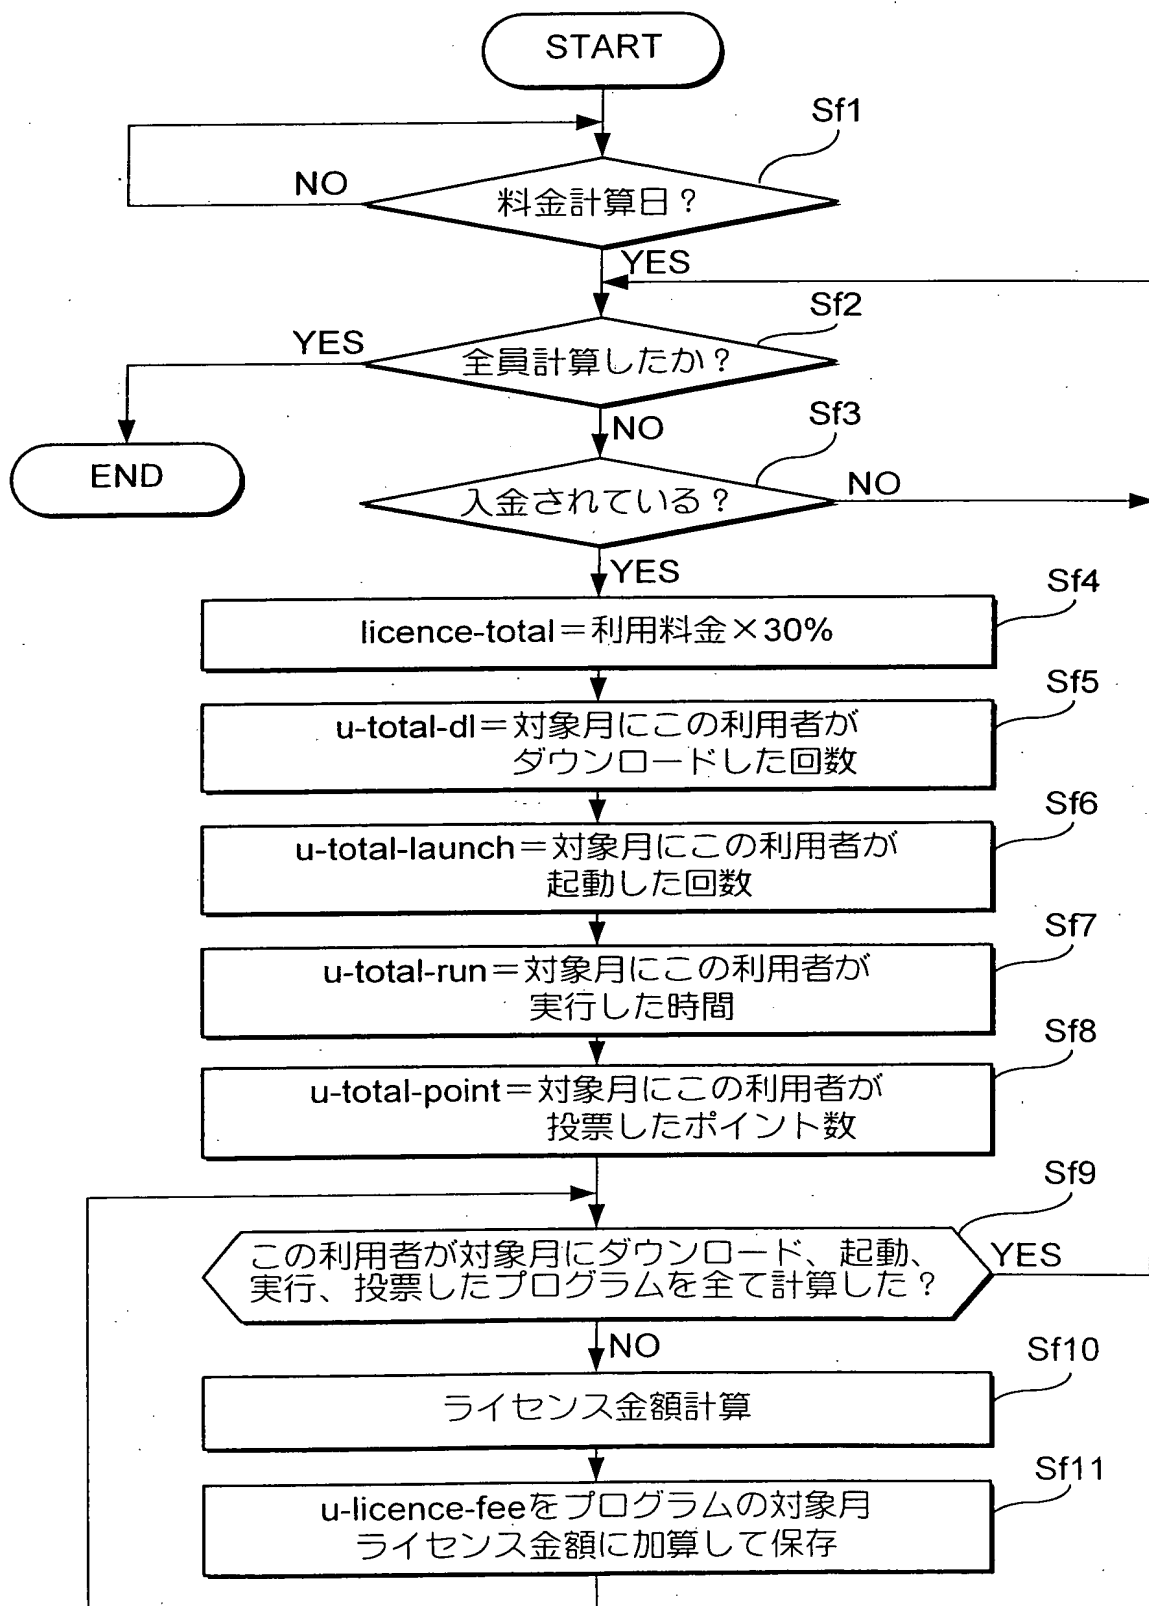 START
Sf1
NO
料金計算日？
YES
Sf2
YES
全員計算したか？
NO
Sf3
END
入金されている？
NO
YES
Sf4
licence-total＝利用料金×30%
Sf5
u-total-dl＝対象月にこの利用者が
ダウンロードした回数
Sf6
u-total-launch＝対象月にこの利用者が
起動した回数
Sf7
u-total-run＝対象月にこの利用者が
実行した時間
Sf8
u-total-point＝対象月にこの利用者が
投票したポイント数
Sf9
この利用者が対象月にダウンロード、起動、
実行、投票したプログラムを全て計算した？
YES
NO
Sf10
ライセンス金額計算
Sf11
u-licence-feeをプログラムの対象月
ライセンス金額に加算して保存